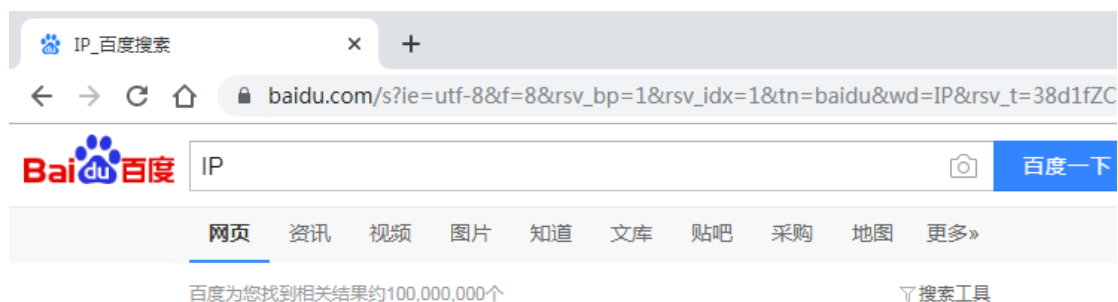 IP_百度搜索
baidu.com/s?ie=utf-8&f=8&rsv_bp=1&rsv_idx=1&tn=baidu&wd=IP&rsv_t=38d1fZC
Bai du 百度 IP 百度一下
网页 资讯 视频 图片 知道 文库 贴吧 采购 地图 更多»
百度为您找到相关结果约100,000,000个 搜索工具